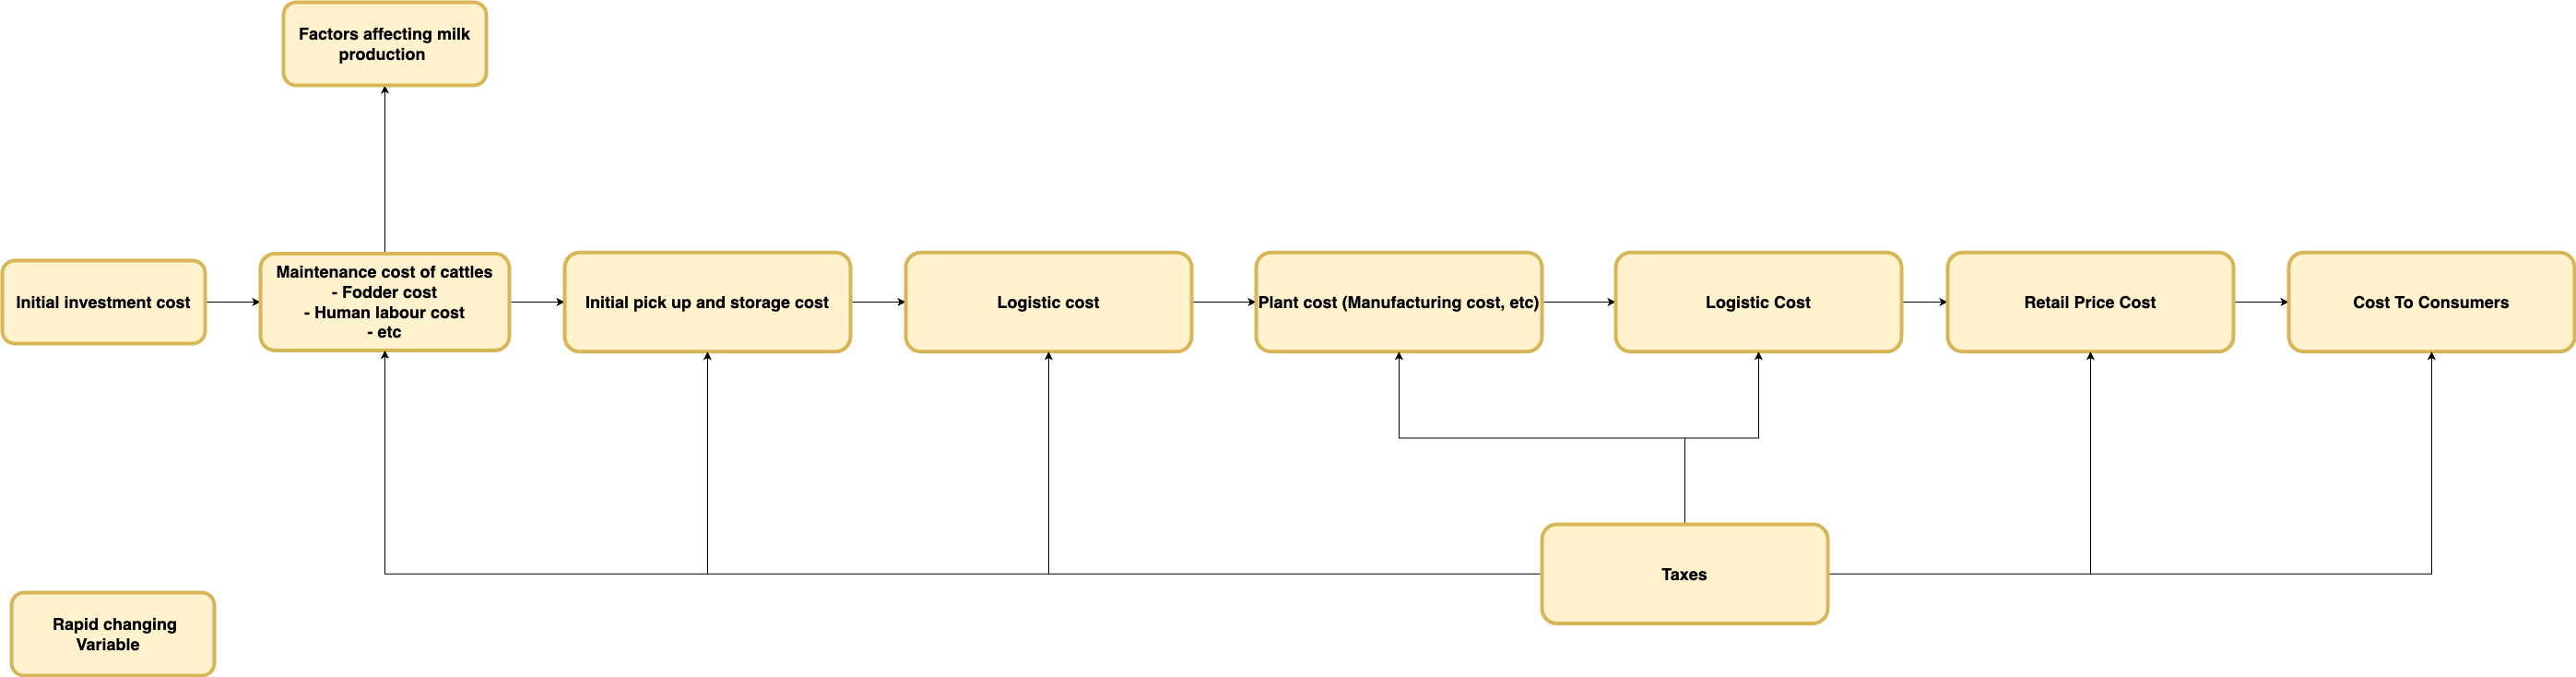 Factors affecting milk
production
Initial investment cost
Maintenance cost of cattles
- Fodder cost
- Human labour cost
- etc
Initial pick up and storage cost
Logistic cost
Plant cost (Manufacturing cost, etc)
Logistic Cost
Retail Price Cost
Cost To Consumers
Taxes
Rapid changing
Variable